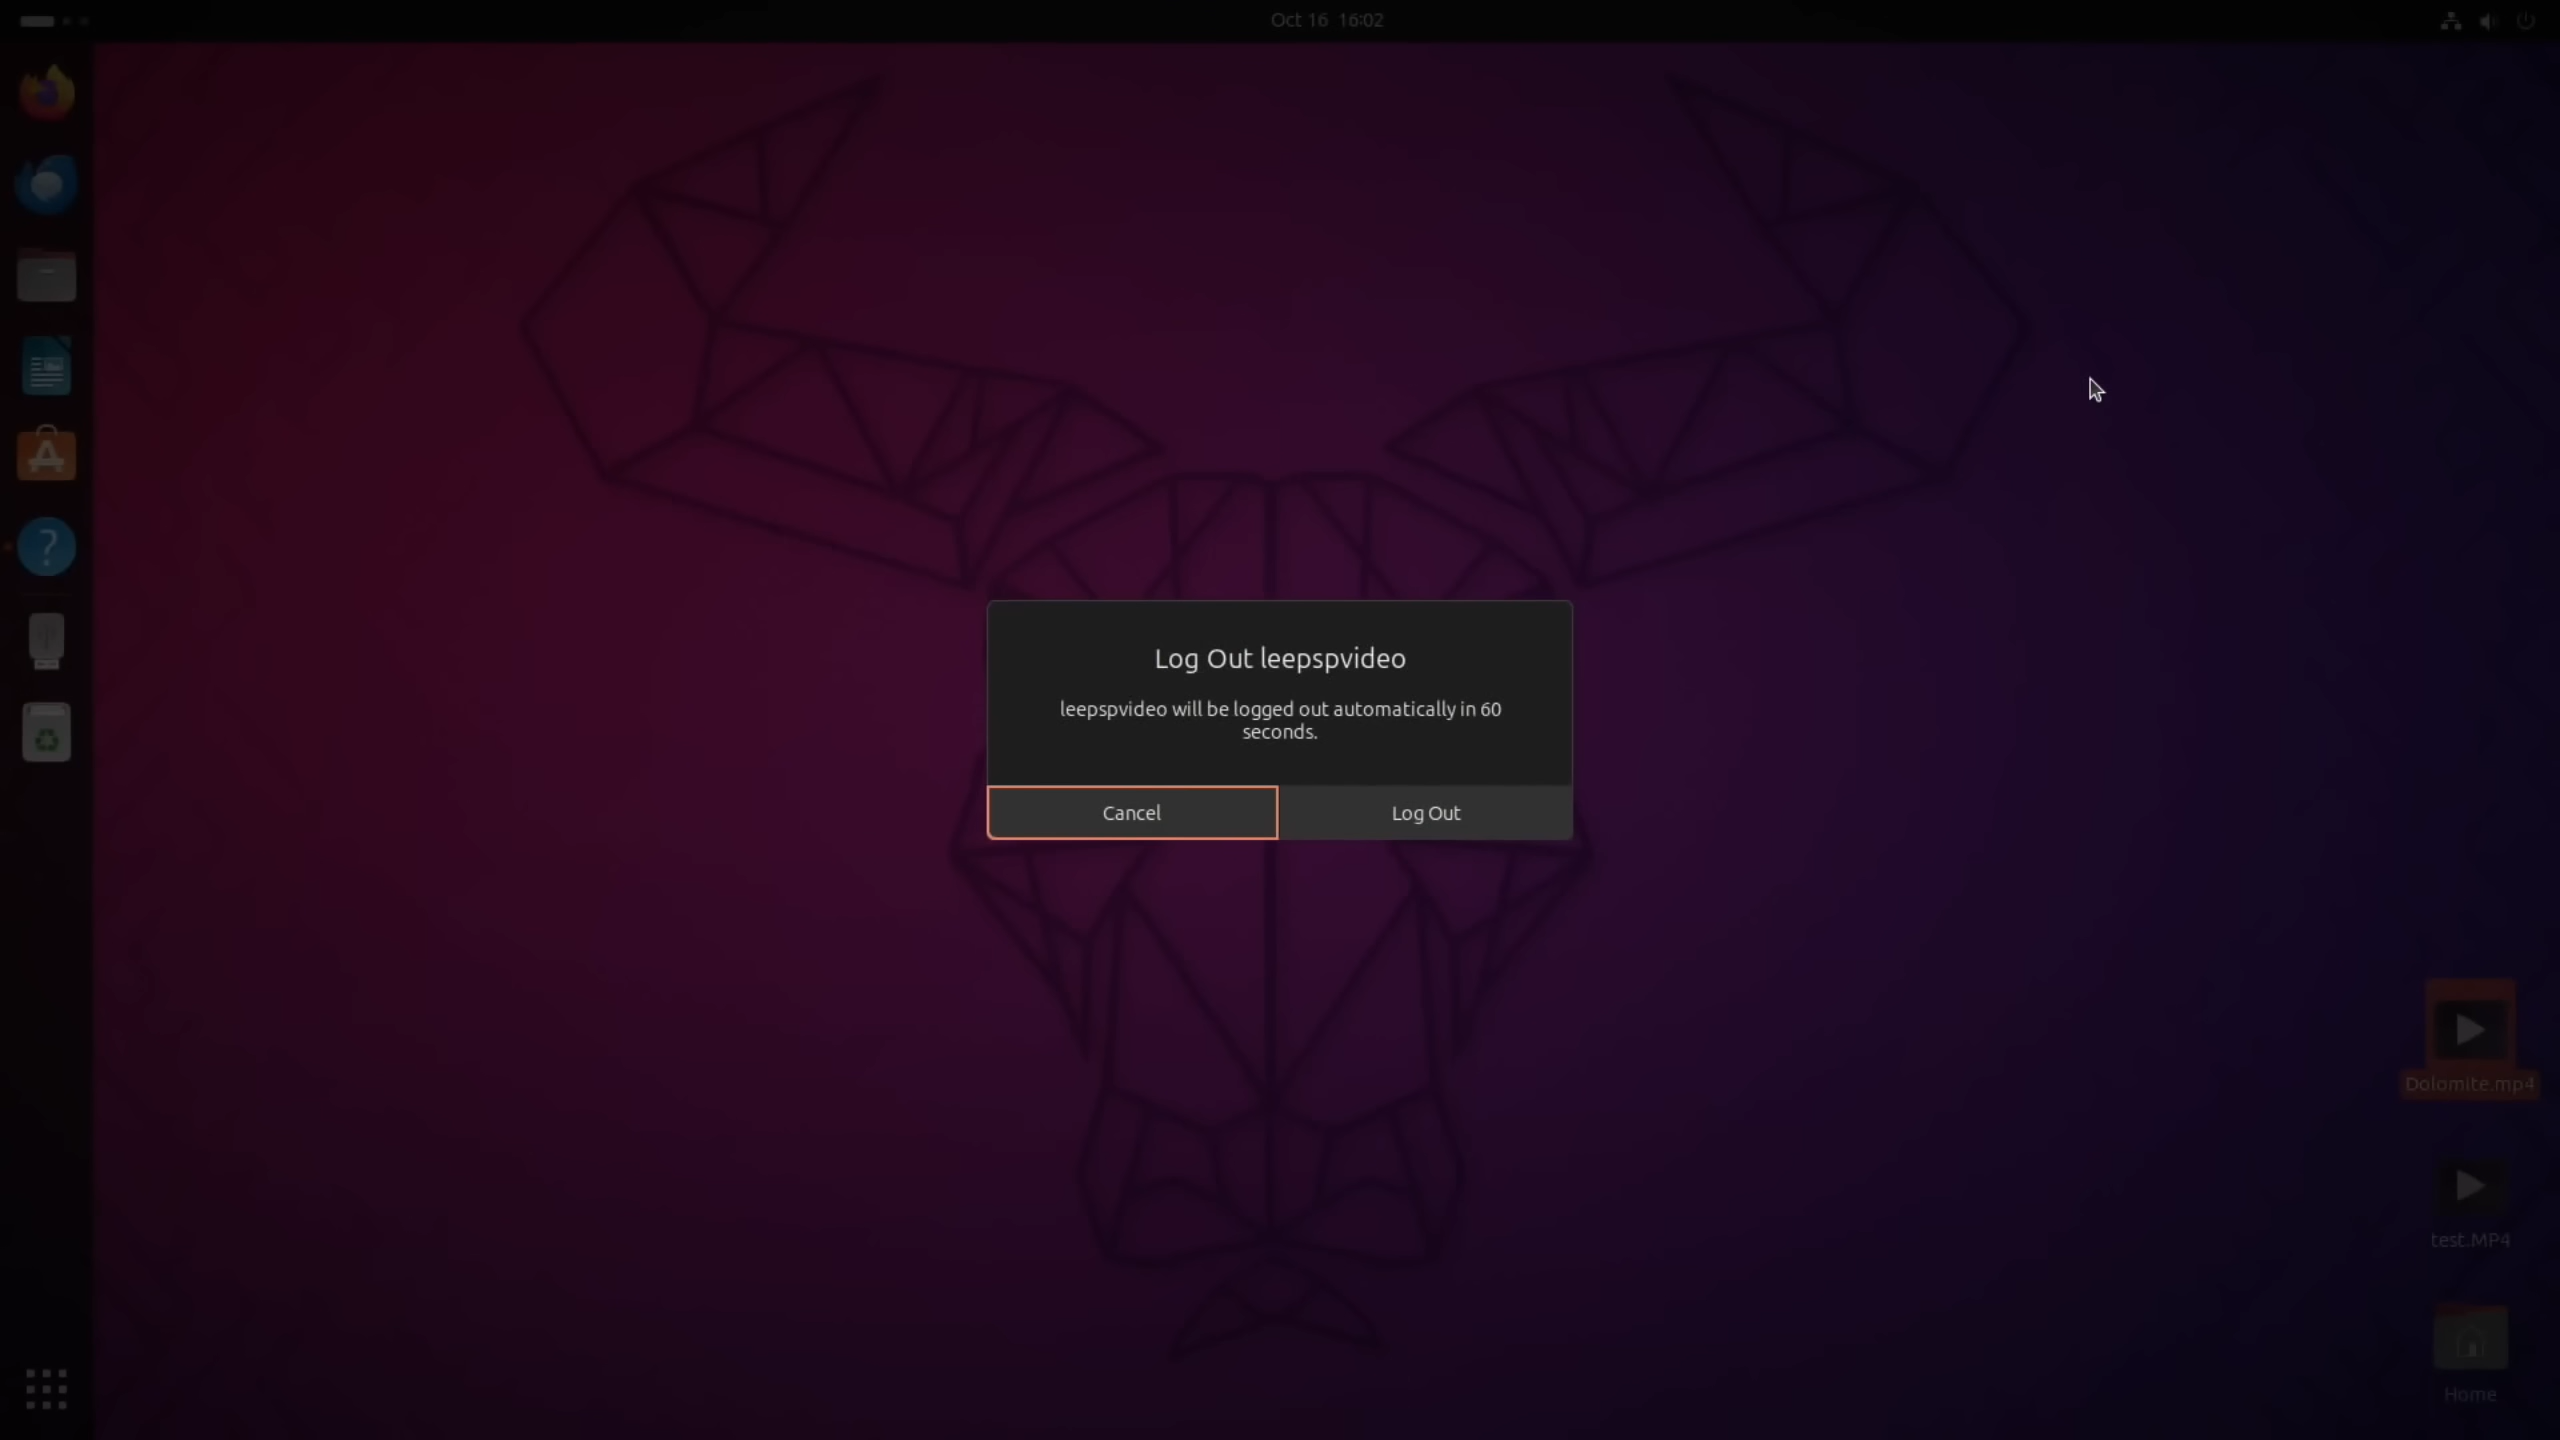 Oct 16 16:02
Log Out leepspvideo
leepspvideo will be logged out automatically in 60
seconds.
Cancel
Log Out
Dolomite.mp4
test.MP4
Home